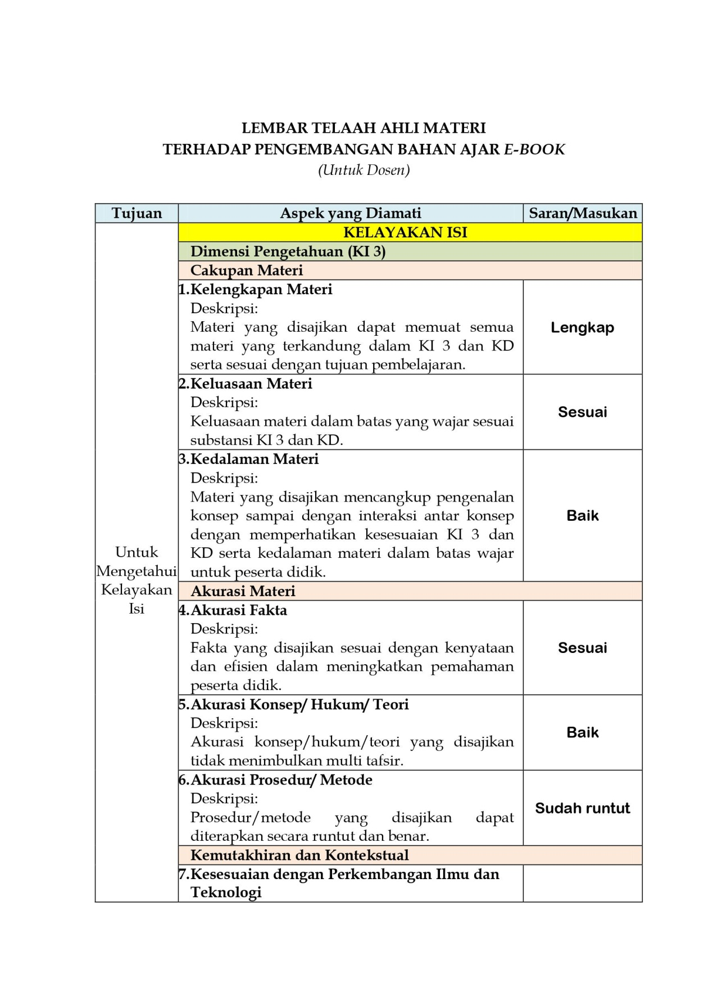 LEMBAR TELAAH AHLI MATERI
TERHADAP PENGEMBANGAN BAHAN AJAR E-BOOK
(Untuk Dosen)
Tujuan Aspek yang Diamati Saran/Masukan
KELAYAKAN ISI
Dimensi Pengetahuan (KI 3)
Cakupan Materi
1.Kelengkapan Materi
Deskripsi:
Materi yang disajikan dapat memuat semua
materi yang terkandung dalam KI 3 dan KD
serta sesuai dengan tujuan pembelajaran.
Lengkap
2.Keluasaan Materi
Deskripsi:
Keluasaan materi dalam batas yang wajar sesuai
substansi KI 3 dan KD.
Sesuai
3.Kedalaman Materi
Deskripsi:
Materi yang disajikan mencangkup pengenalan
konsep sampai dengan interaksi antar konsep
dengan memperhatikan kesesuaian KI 3 dan
KD serta kedalaman materi dalam batas wajar
untuk peserta didik.
Baik
Untuk
Mengetahui
Kelayakan
Isi
Akurasi Materi
4.Akurasi Fakta
Deskripsi:
Fakta yang disajikan sesuai dengan kenyataan
dan efisien dalam meningkatkan pemahaman
peserta didik.
Sesuai
5.Akurasi Konsep/ Hukum/ Teori
Deskripsi:
Akurasi konsep/hukum/teori yang disajikan
tidak menimbulkan multi tafsir.
Baik
6.Akurasi Prosedur/ Metode
Deskripsi:
Prosedur/metode yang disajikan dapat
diterapkan secara runtut dan benar.
Sudah runtut
Kemutakhiran dan Kontekstual
7.Kesesuaian dengan Perkembangan Ilmu dan
Teknologi